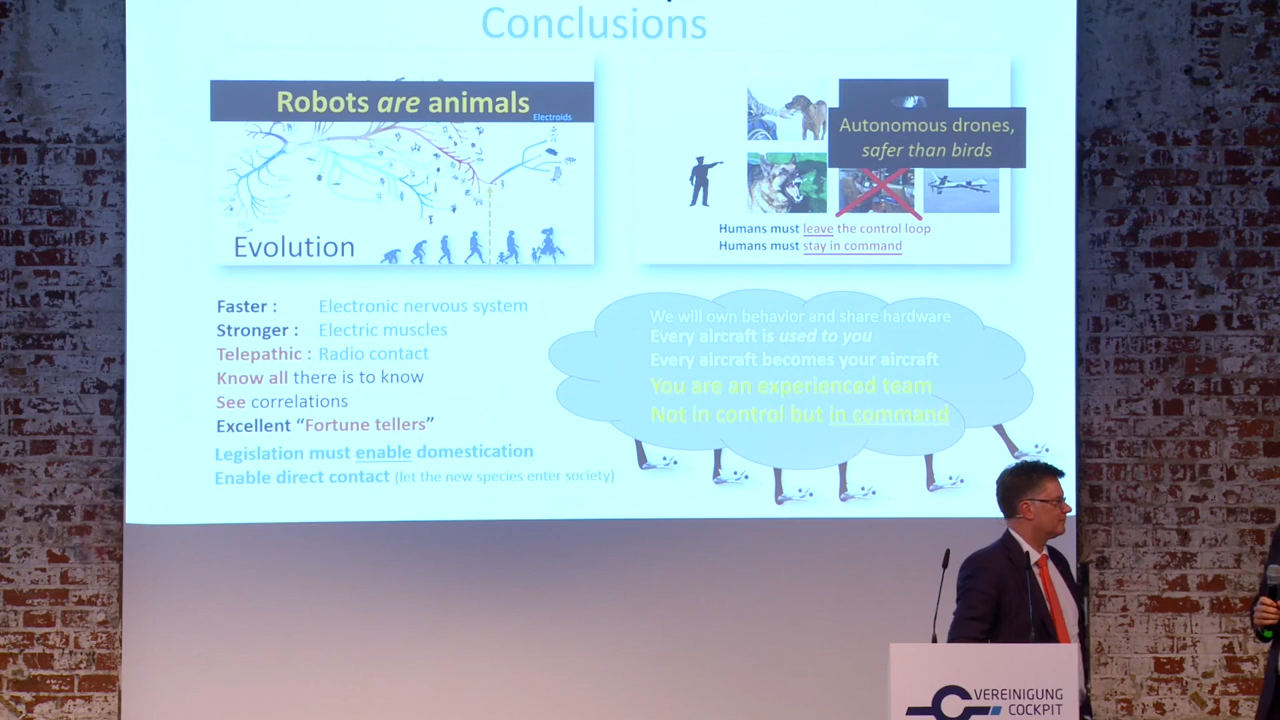 Conclusions
Robots are animals
Electroids
Evolution
Autonomous drones,
safer than birds
Humans must leave the control loop
Humans must stay in command
Faster : Electronic nervous system
Stronger : Electric muscles
Telepathic : Radio contact
Know all there is to know
See correlations
Excellent “Fortune tellers”
Legislation must enable domestication
Enable direct contact (let the new species enter society)
We will own behavior and share hardware
Every aircraft is used to you
Every aircraft becomes your aircraft
You are an experienced team
Not in control but in command
VEREINIGUNG
COCKPIT